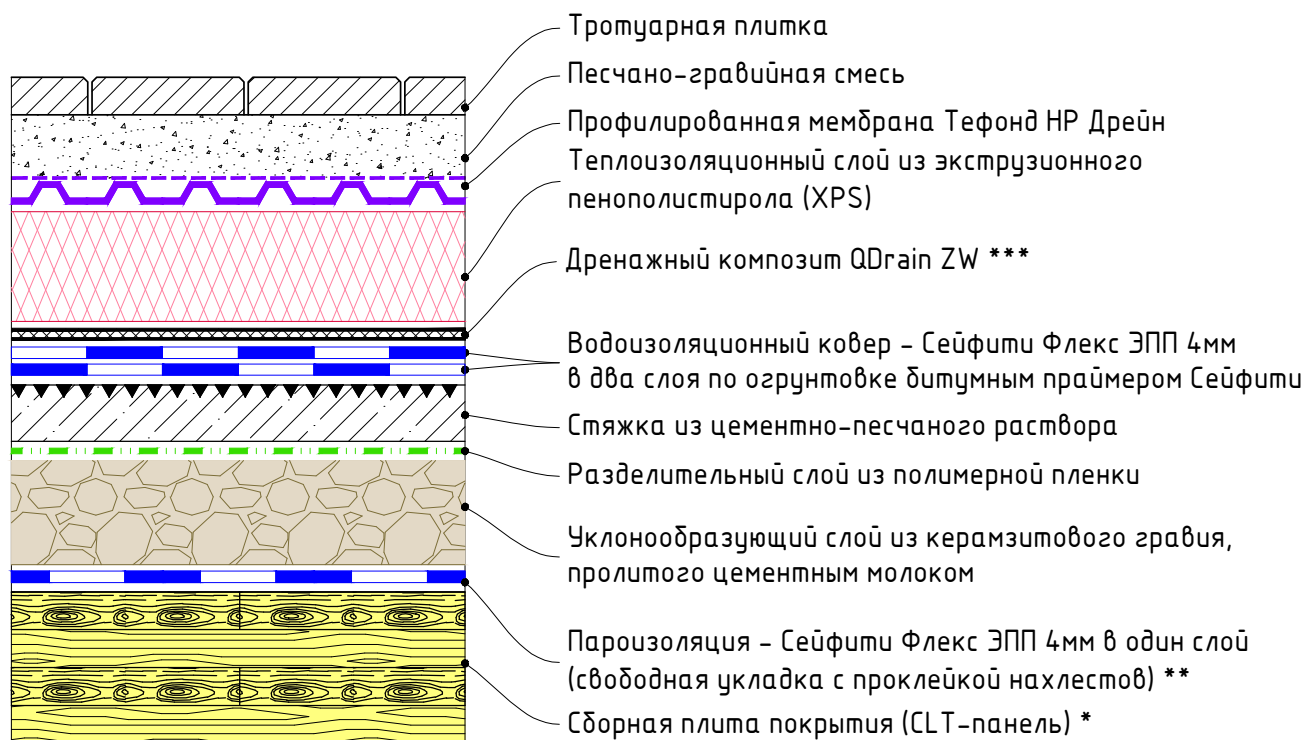 Тротуарная плитка
Песчано-гравийная смесь
Профилированная мембрана Тефонд HP Дрейн
Теплоизоляционный слой из экструзионного
пенополистирола (XPS)
Дренажный композит QDrain ZW ***
Водоизоляционный ковер - Сейфити Флекс ЭПП 4мм
в два слоя по огрунтовке битумным праймером Сейфити
Стяжка из цементно-песчаного раствора
Разделительный слой из полимерной пленки
Уклонообразующий слой из керамзитового гравия,
пролитого цементным молоком
Пароизоляция - Сейфити Флекс ЭПП 4мм в один слой
(свободная укладка с проклейкой нахлестов) **
Сборная плита покрытия (CLT-панель) *